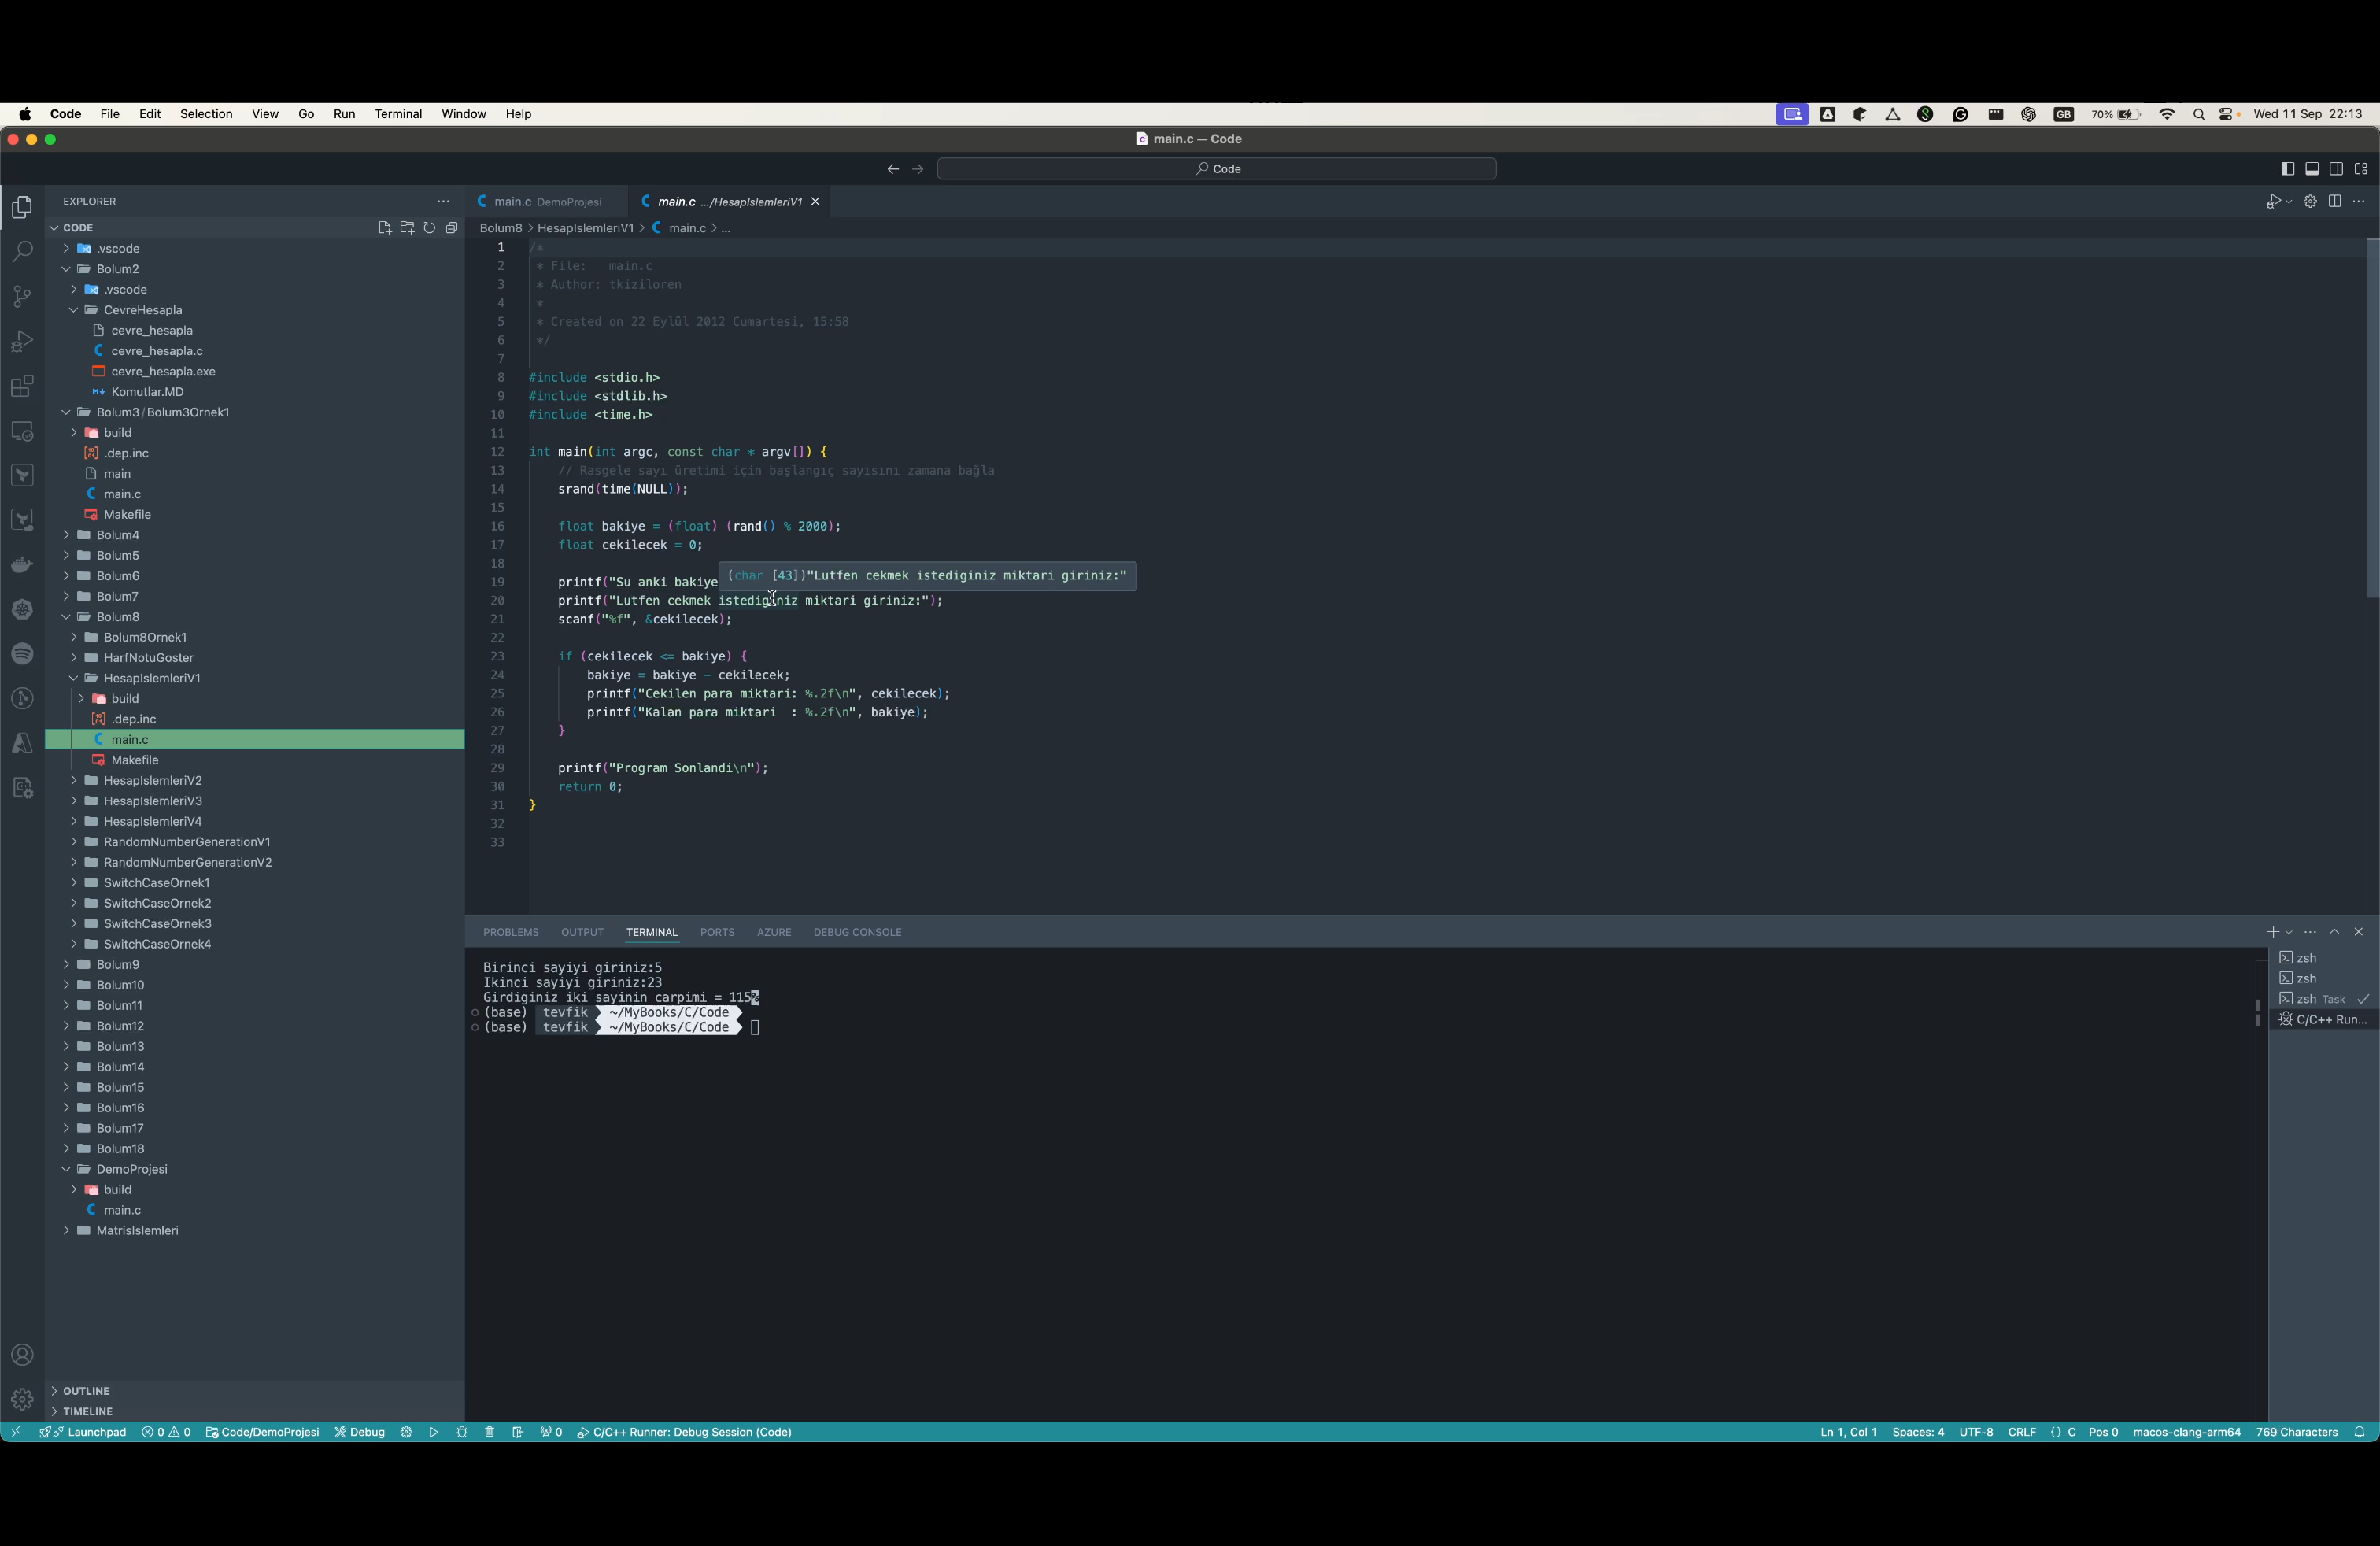 Code File Edit Selection View Go Run Terminal Window Help
GB 70% Wed 11 Sep 22:13
main.c — Code
Code
EXPLORER
CODE
.vscode
Bolum2
.vscode
CevreHesapla
cevre_hesapla
cevre_hesapla.c
cevre_hesapla.exe
Komutlar.MD
Bolum3/Bolum3Ornek1
build
.dep.inc
main
main.c
Makefile
Bolum4
Bolum5
Bolum6
Bolum7
Bolum8
Bolum8Ornek1
HarfNotuGoster
HesapIslemleriV1
build
.dep.inc
main.c
Makefile
HesapIslemleriV2
HesapIslemleriV3
HesapIslemleriV4
RandomNumberGenerationV1
RandomNumberGenerationV2
SwitchCaseOrnek1
SwitchCaseOrnek2
SwitchCaseOrnek3
SwitchCaseOrnek4
Bolum9
Bolum10
Bolum11
Bolum12
Bolum13
Bolum14
Bolum15
Bolum16
Bolum17
Bolum18
DemoProjesi
build
main.c
MatrisIslemleri
OUTLINE
TIMELINE
main.c DemoProjesi main.c .../HesapIslemleriV1
Bolum8 > HesapIslemleriV1 > main.c > ...
1 /*
2 * File:   main.c
3 * Author: tkiziloren
4 *
5 * Created on 22 Eylül 2012 Cumartesi, 15:58
6 */
7
8 #include <stdio.h>
9 #include <stdlib.h>
10 #include <time.h>
11
12 int main(int argc, const char * argv[]) {
13 // Rasgele sayı üretimi için başlangıç sayısını zamana bağla
14 srand(time(NULL));
15
16 float bakiye = (float) (rand() % 2000);
17 float cekilecek = 0;
18
(char [43])"Lutfen cekmek istediginiz miktari giriniz:"
19 printf("Su anki bakiye
20 printf("Lutfen cekmek istediginiz miktari giriniz:");
21 scanf("%f", &cekilecek);
22
23 if (cekilecek <= bakiye) {
24 bakiye = bakiye - cekilecek;
25 printf("Cekilen para miktari: %.2f\n", cekilecek);
26 printf("Kalan para miktari  : %.2f\n", bakiye);
27 }
28
29 printf("Program Sonlandi\n");
30 return 0;
31 }
32
33
PROBLEMS OUTPUT TERMINAL PORTS AZURE DEBUG CONSOLE
Birinci sayiyi giriniz:5
Ikinci sayiyi giriniz:23
Girdiginiz iki sayinin carpimi = 115%
(base) tevfik ~/MyBooks/C/Code
(base) tevfik ~/MyBooks/C/Code
zsh
zsh
zsh Task
C/C++ Run...
Launchpad 0 0 Code/DemoProjesi Debug 0 C/C++ Runner: Debug Session (Code)
Ln 1, Col 1 Spaces: 4 UTF-8 CRLF {} C Pos 0 macos-clang-arm64 769 Characters